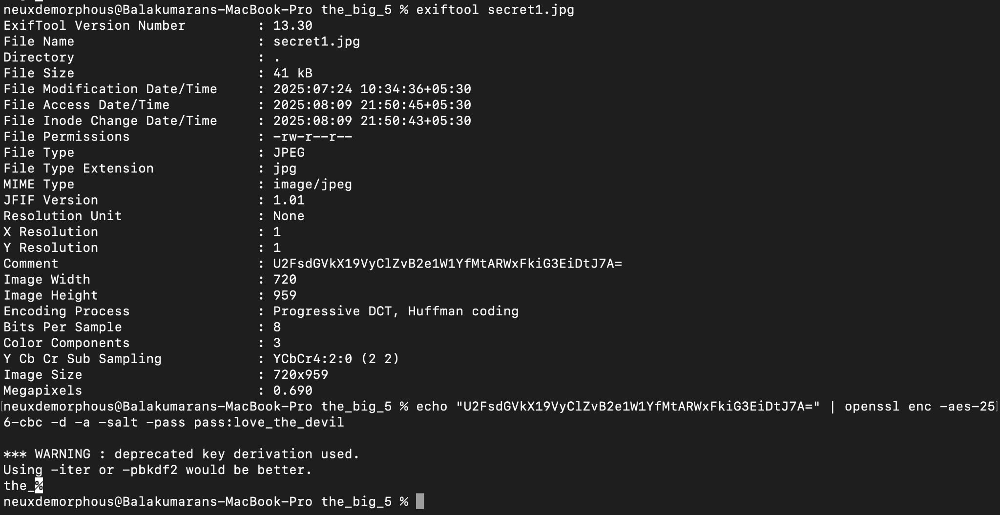 neuxdemorphous@Balakumarans-MacBook-Pro the_big_5 % exiftool secret1.jpg
ExifTool Version Number : 13.30
File Name : secret1.jpg
Directory : .
File Size : 41 kB
File Modification Date/Time : 2025:07:24 10:34:36+05:30
File Access Date/Time : 2025:08:09 21:50:45+05:30
File Inode Change Date/Time : 2025:08:09 21:50:43+05:30
File Permissions : -rw-r--r--
File Type : JPEG
File Type Extension : jpg
MIME Type : image/jpeg
JFIF Version : 1.01
Resolution Unit : None
X Resolution : 1
Y Resolution : 1
Comment : U2FsdGVkX19VyClZvB2e1W1YfMtARWxFkiG3EiDtJ7A=
Image Width : 720
Image Height : 959
Encoding Process : Progressive DCT, Huffman coding
Bits Per Sample : 8
Color Components : 3
Y Cb Cr Sub Sampling : YCbCr4:2:0 (2 2)
Image Size : 720x959
Megapixels : 0.690
[neuxdemorphous@Balakumarans-MacBook-Pro the_big_5 % echo "U2FsdGVkX19VyClZvB2e1W1YfMtARWxFkiG3EiDtJ7A=" | openssl enc -aes-25]
6-cbc -d -a -salt -pass pass:love_the_devil
*** WARNING : deprecated key derivation used.
Using -iter or -pbkdf2 would be better.
the_%
neuxdemorphous@Balakumarans-MacBook-Pro the_big_5 %